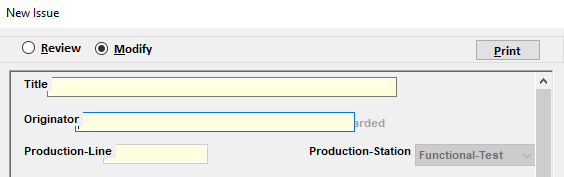 New Issue
Review Modify Print
Title
Originator arded
Production-Line Production-Station Functional-Test